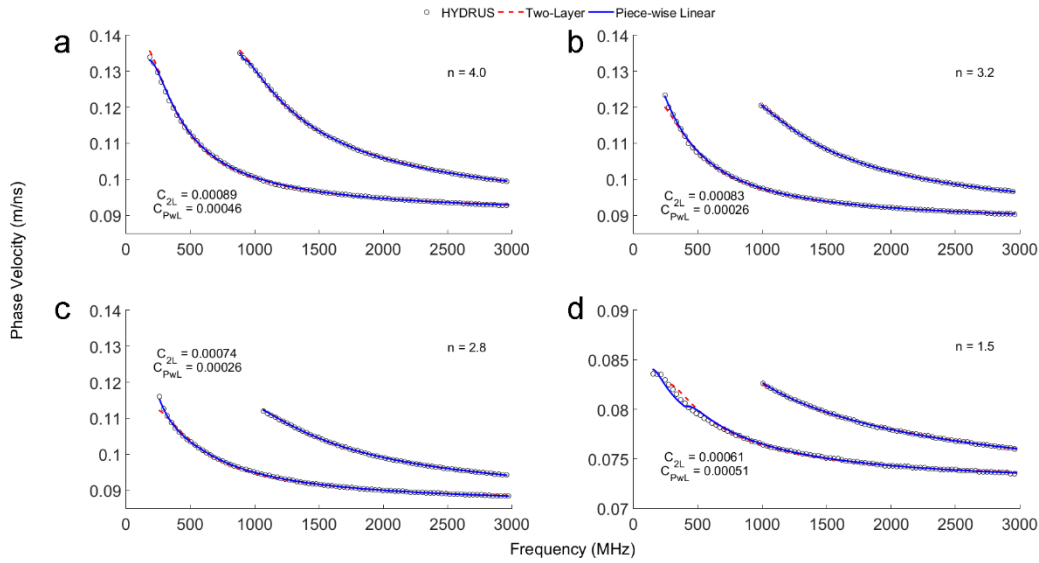 HYDRUS Two-Layer Piece-wise Linear
a
n = 4.0
C2L = 0.00089
CPwL = 0.00046
0.14
0.13
0.12
0.11
0.1
0.09
0 500 1000 1500 2000 2500 3000
b
n = 3.2
C2L = 0.00083
CPwL = 0.00026
0.14
0.13
0.12
0.11
0.1
0.09
0 500 1000 1500 2000 2500 3000
c
C2L = 0.00074
CPwL = 0.00026
n = 2.8
0.14
0.13
0.12
0.11
0.1
0.09
0 500 1000 1500 2000 2500 3000
d
n = 1.5
C2L = 0.00061
CPwL = 0.00051
0.09
0.085
0.08
0.075
0.07
0 500 1000 1500 2000 2500 3000
Phase Velocity (m/ns)
Frequency (MHz)